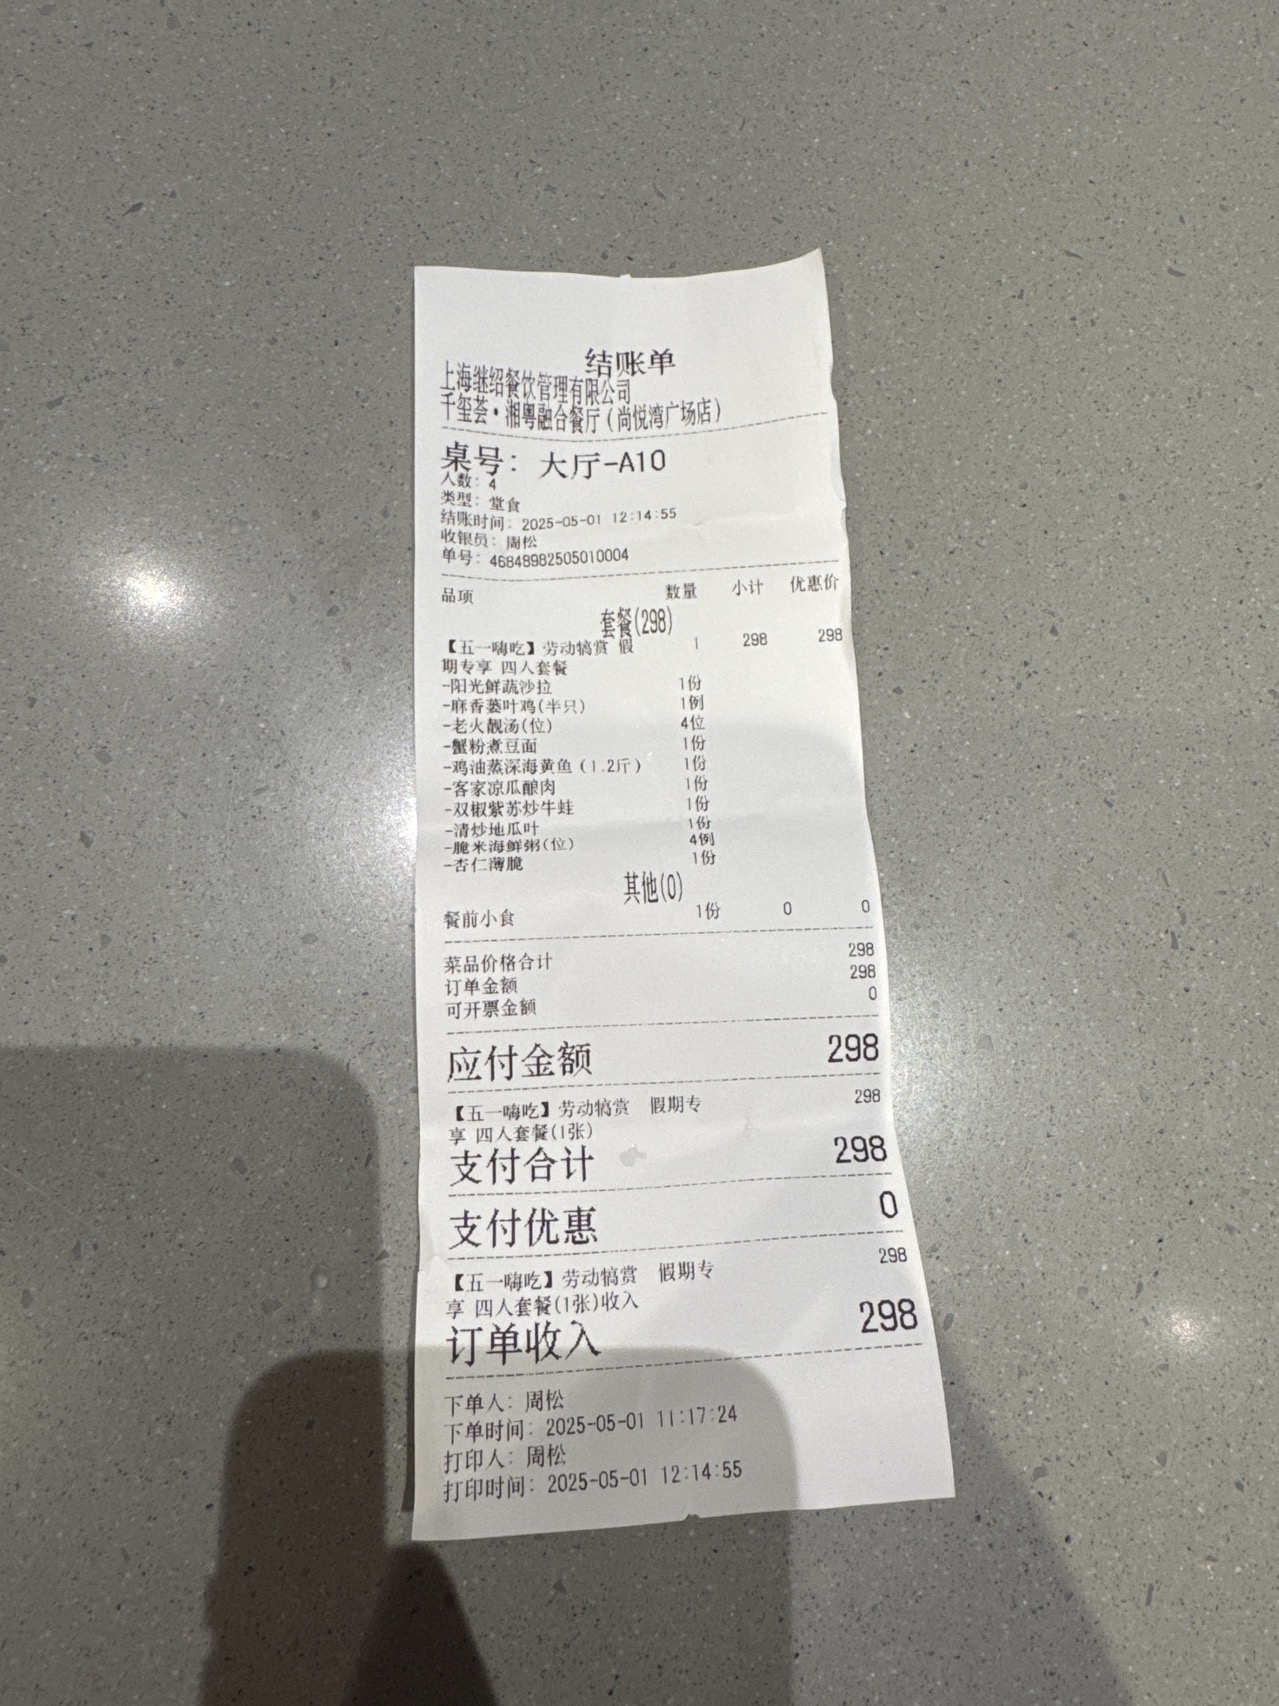 结账单
上海继绍餐饮管理有限公司
千玺荟·湘粤融合餐厅(尚悦湾广场店)
桌号: 大厅-A10
人数: 4
类型: 堂食
结账时间: 2025-05-01 12:14:55
收银员: 周松
单号: 46848982505010004
品项 数量 小计 优惠价
套餐(298)
【五一嗨吃】劳动犒赏 假 1 298 298
期专享 四人套餐
-阳光鲜蔬沙拉 1份
-麻香蒌叶鸡(半只) 1例
-老火靓汤(位) 4位
-蟹粉煮豆面 1份
-鸡油蒸深海黄鱼(1.2斤) 1份
-客家凉瓜酿肉 1份
-双椒紫苏炒牛蛙 1份
-清炒地瓜叶 1份
-脆米海鲜粥(位) 4例
-杏仁薄脆 1份
其他(0)
餐前小食 1份 0 0
菜品价格合计 298
订单金额 298
可开票金额 0
应付金额 298
【五一嗨吃】劳动犒赏 假期专 298
享 四人套餐(1张)
支付合计 298
支付优惠 0
【五一嗨吃】劳动犒赏 假期专 298
享 四人套餐(1张)收入
订单收入 298
下单人: 周松
下单时间: 2025-05-01 11:17:24
打印人: 周松
打印时间: 2025-05-01 12:14:55